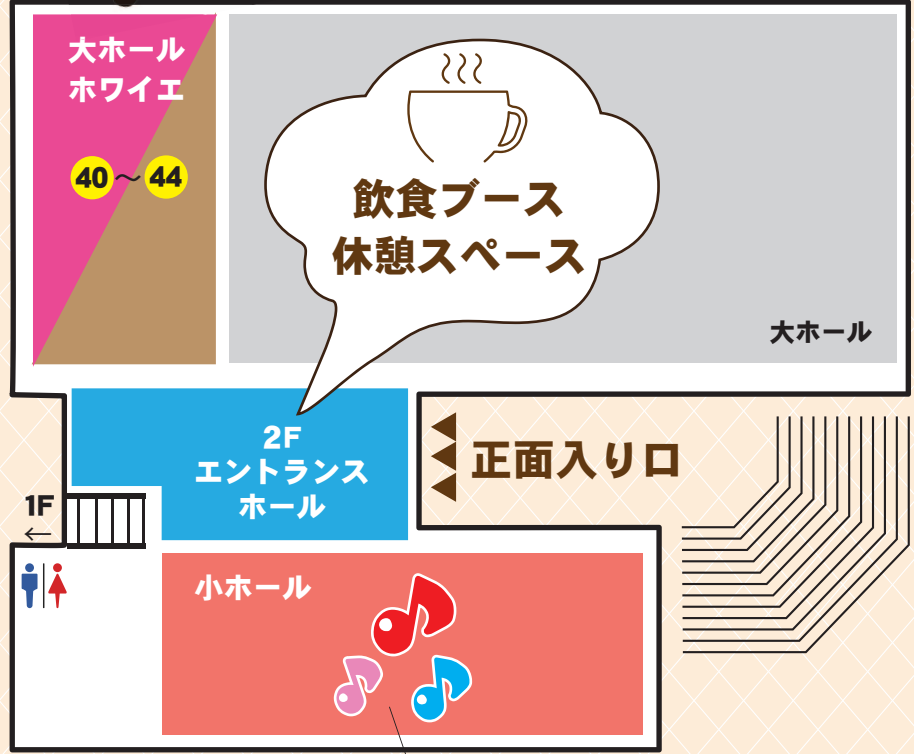 大ホール
ホワイエ
40～44
飲食ブース
休憩スペース
大ホール
2F
エントランス
ホール
正面入り口
1F
←
小ホール